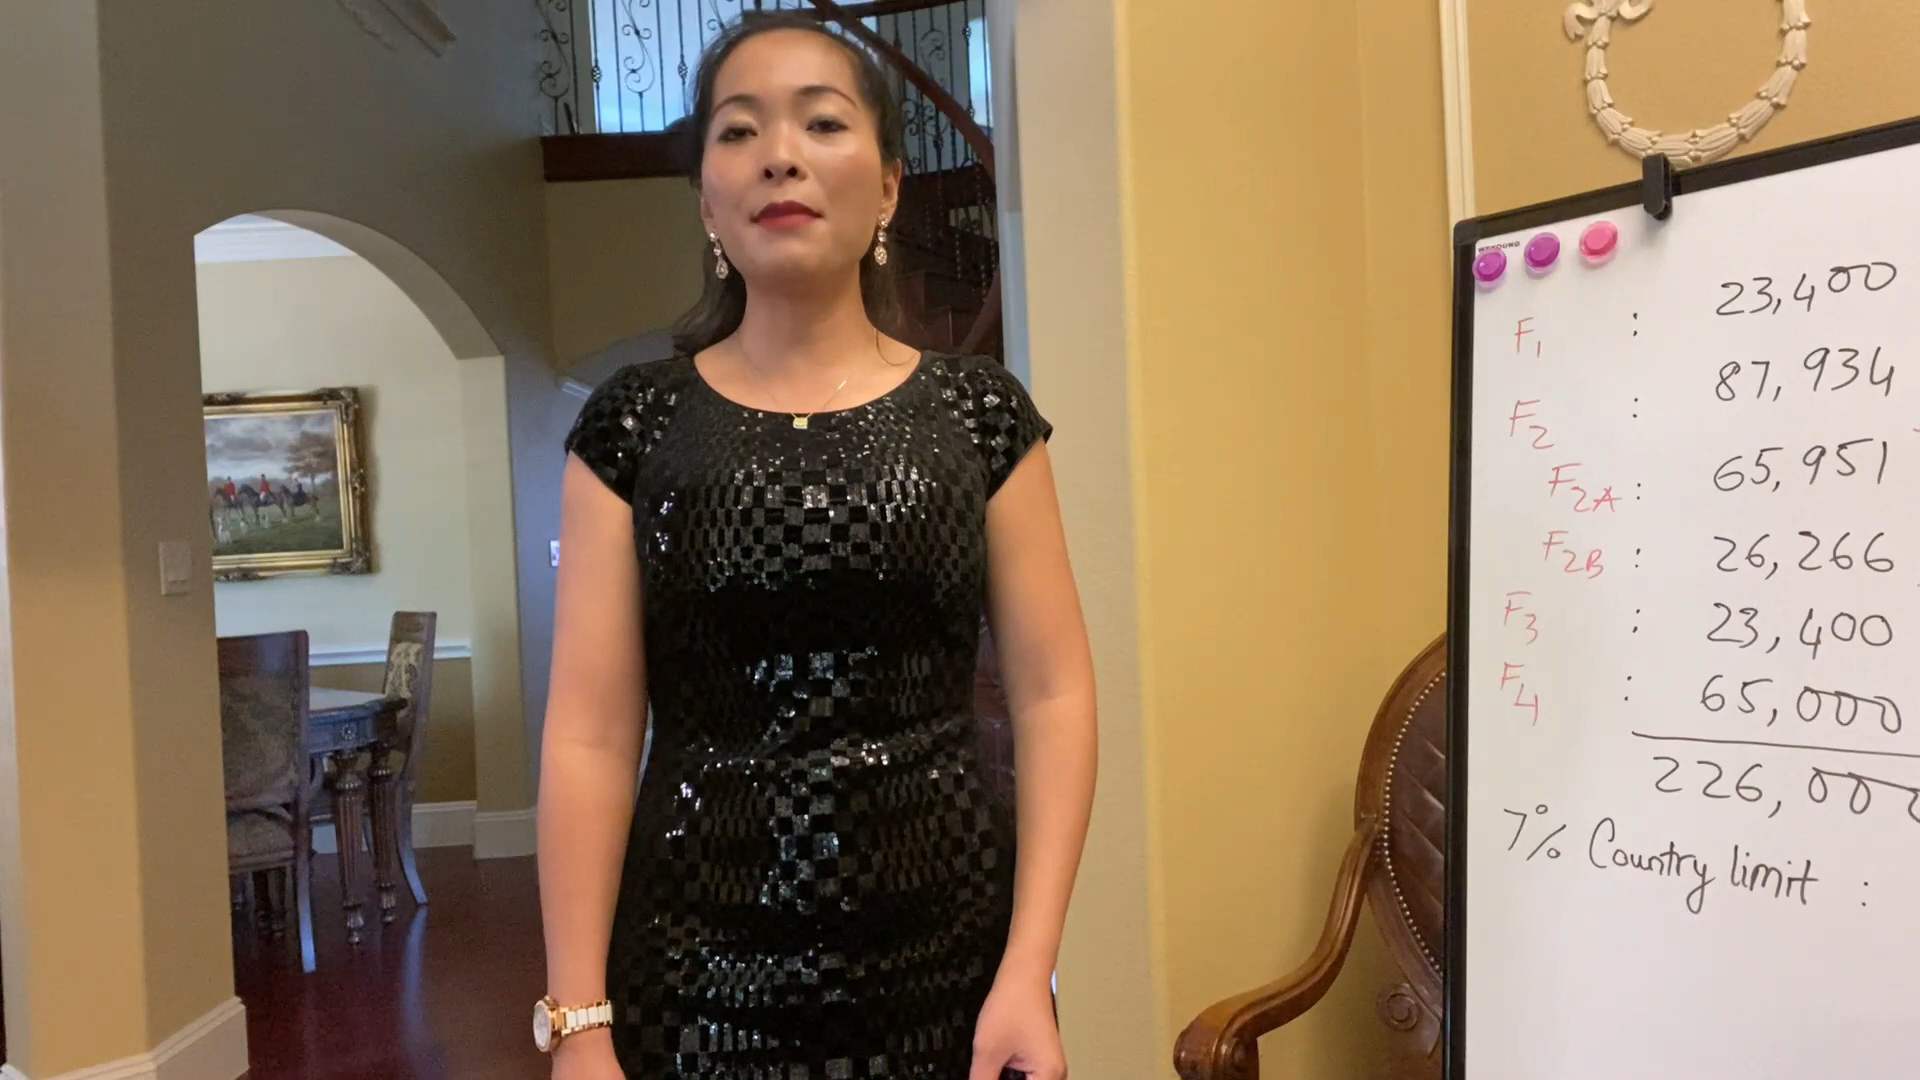 F1 : 23,400
F2 : 87,934
F2A : 65,951
F2B : 26,266
F3 : 23,400
F4 : 65,000
226,000
7% Country limit :